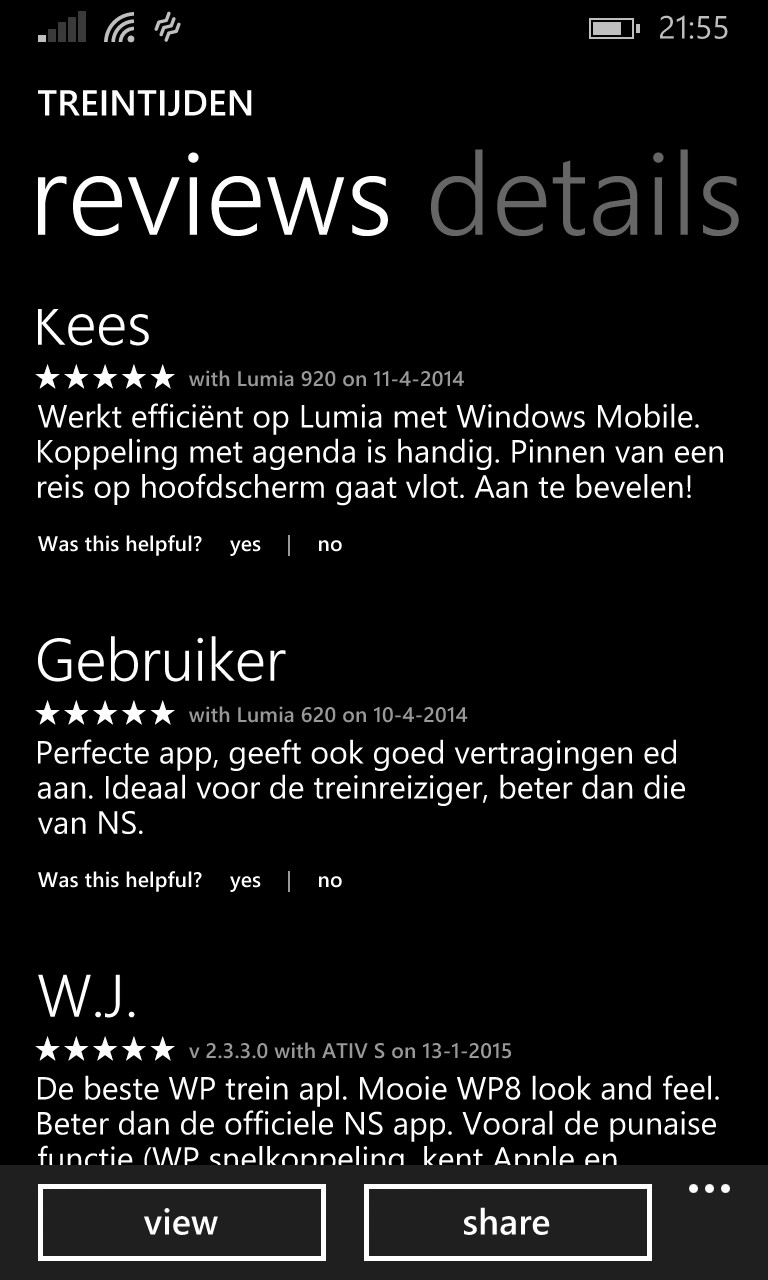 21:55
TREINTIJDEN
reviews details
Kees
★★★★★ with Lumia 920 on 11-4-2014
Werkt efficiënt op Lumia met Windows Mobile.
Koppeling met agenda is handig. Pinnen van een
reis op hoofdscherm gaat vlot. Aan te bevelen!
Was this helpful? yes | no
Gebruiker
★★★★★ with Lumia 620 on 10-4-2014
Perfecte app, geeft ook goed vertragingen ed
aan. Ideaal voor de treinreiziger, beter dan die
van NS.
Was this helpful? yes | no
W.J.
★★★★★ v 2.3.3.0 with ATIV S on 13-1-2015
De beste WP trein apl. Mooie WP8 look and feel.
Beter dan de officiele NS app. Vooral de punaise
functie (WP snelkoppeling, kent Apple en
view share